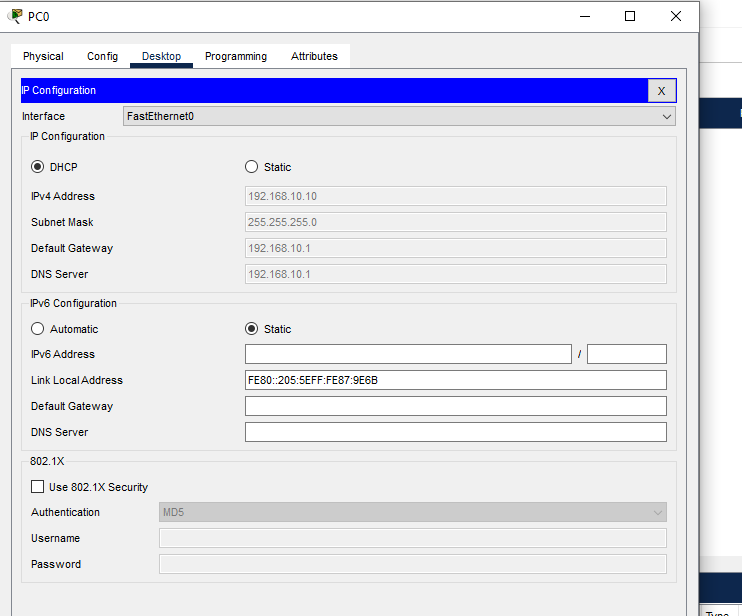 PC0
Physical Config Desktop Programming Attributes
IP Configuration X
Interface FastEthernet0
IP Configuration
DHCP Static
IPv4 Address 192.168.10.10
Subnet Mask 255.255.255.0
Default Gateway 192.168.10.1
DNS Server 192.168.10.1
IPv6 Configuration
Automatic Static
IPv6 Address /
Link Local Address FE80::205:5EFF:FE87:9E6B
Default Gateway
DNS Server
802.1X
Use 802.1X Security
Authentication MD5
Username
Password
Type